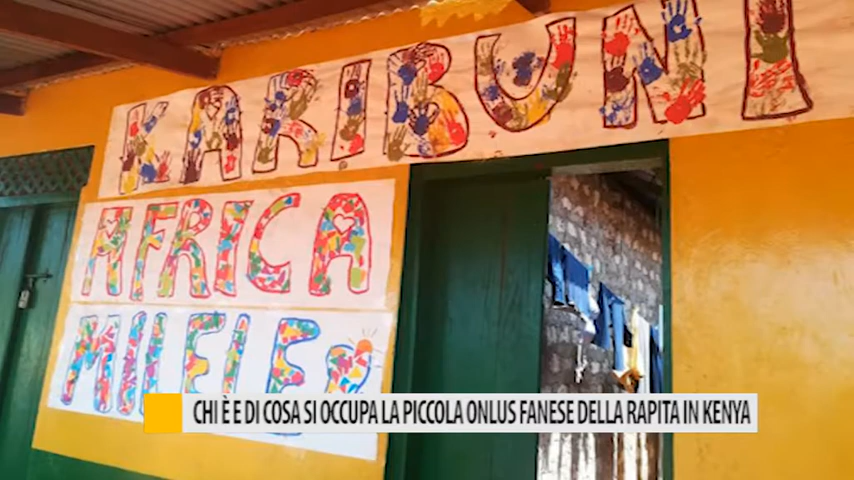 KARIBUNI
AFRICA
MILELE
CHI È E DI COSA SI OCCUPA LA PICCOLA ONLUS FANESE DELLA RAPITA IN KENYA